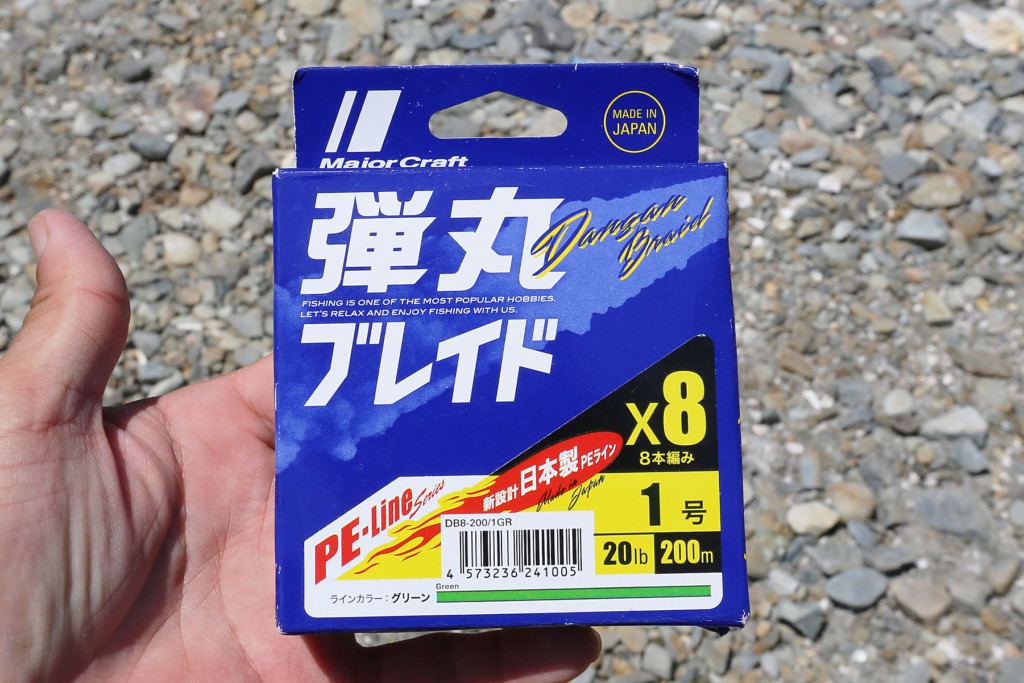 Major Craft
MADE IN
JAPAN
弾丸
Dangan
Braid
FISHING IS ONE OF THE MOST POPULAR HOBBIES.
LET'S RELAX AND ENJOY FISHING WITH US.
ブレイド
X8
8本編み
PE-Line Series
新設計 日本製 PEライン
Made in Japan
1号
DB8-200/1GR
4 573236 241005
20lb 200m
Green
ラインカラー：グリーン